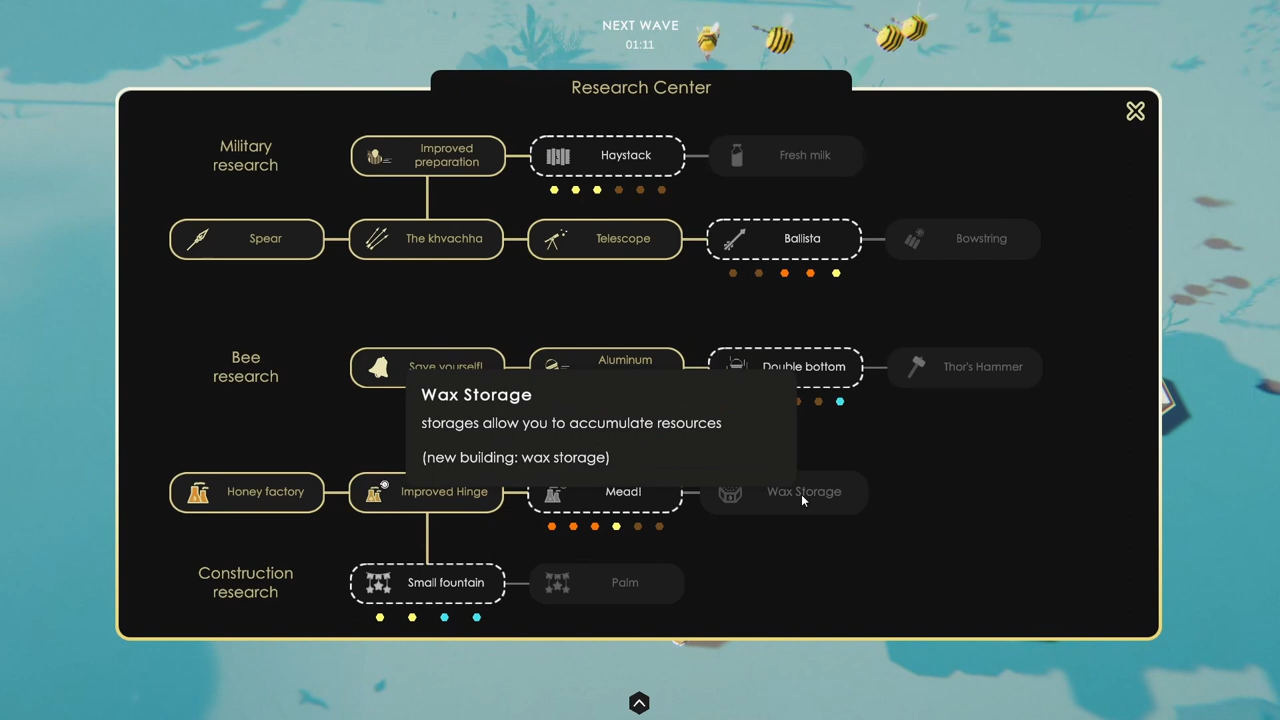 NEXT WAVE
01:11
Research Center
Military
research
Improved
preparation
Haystack
Fresh milk
Spear
The khvachha
Telescope
Ballista
Bowstring
Bee
research
Save yourself!
Aluminum
Double bottom
Thor's Hammer
Wax Storage
storages allow you to accumulate resources
(new building: wax storage)
Honey factory
Improved Hinge
Mead!
Wax Storage
Construction
research
Small fountain
Palm